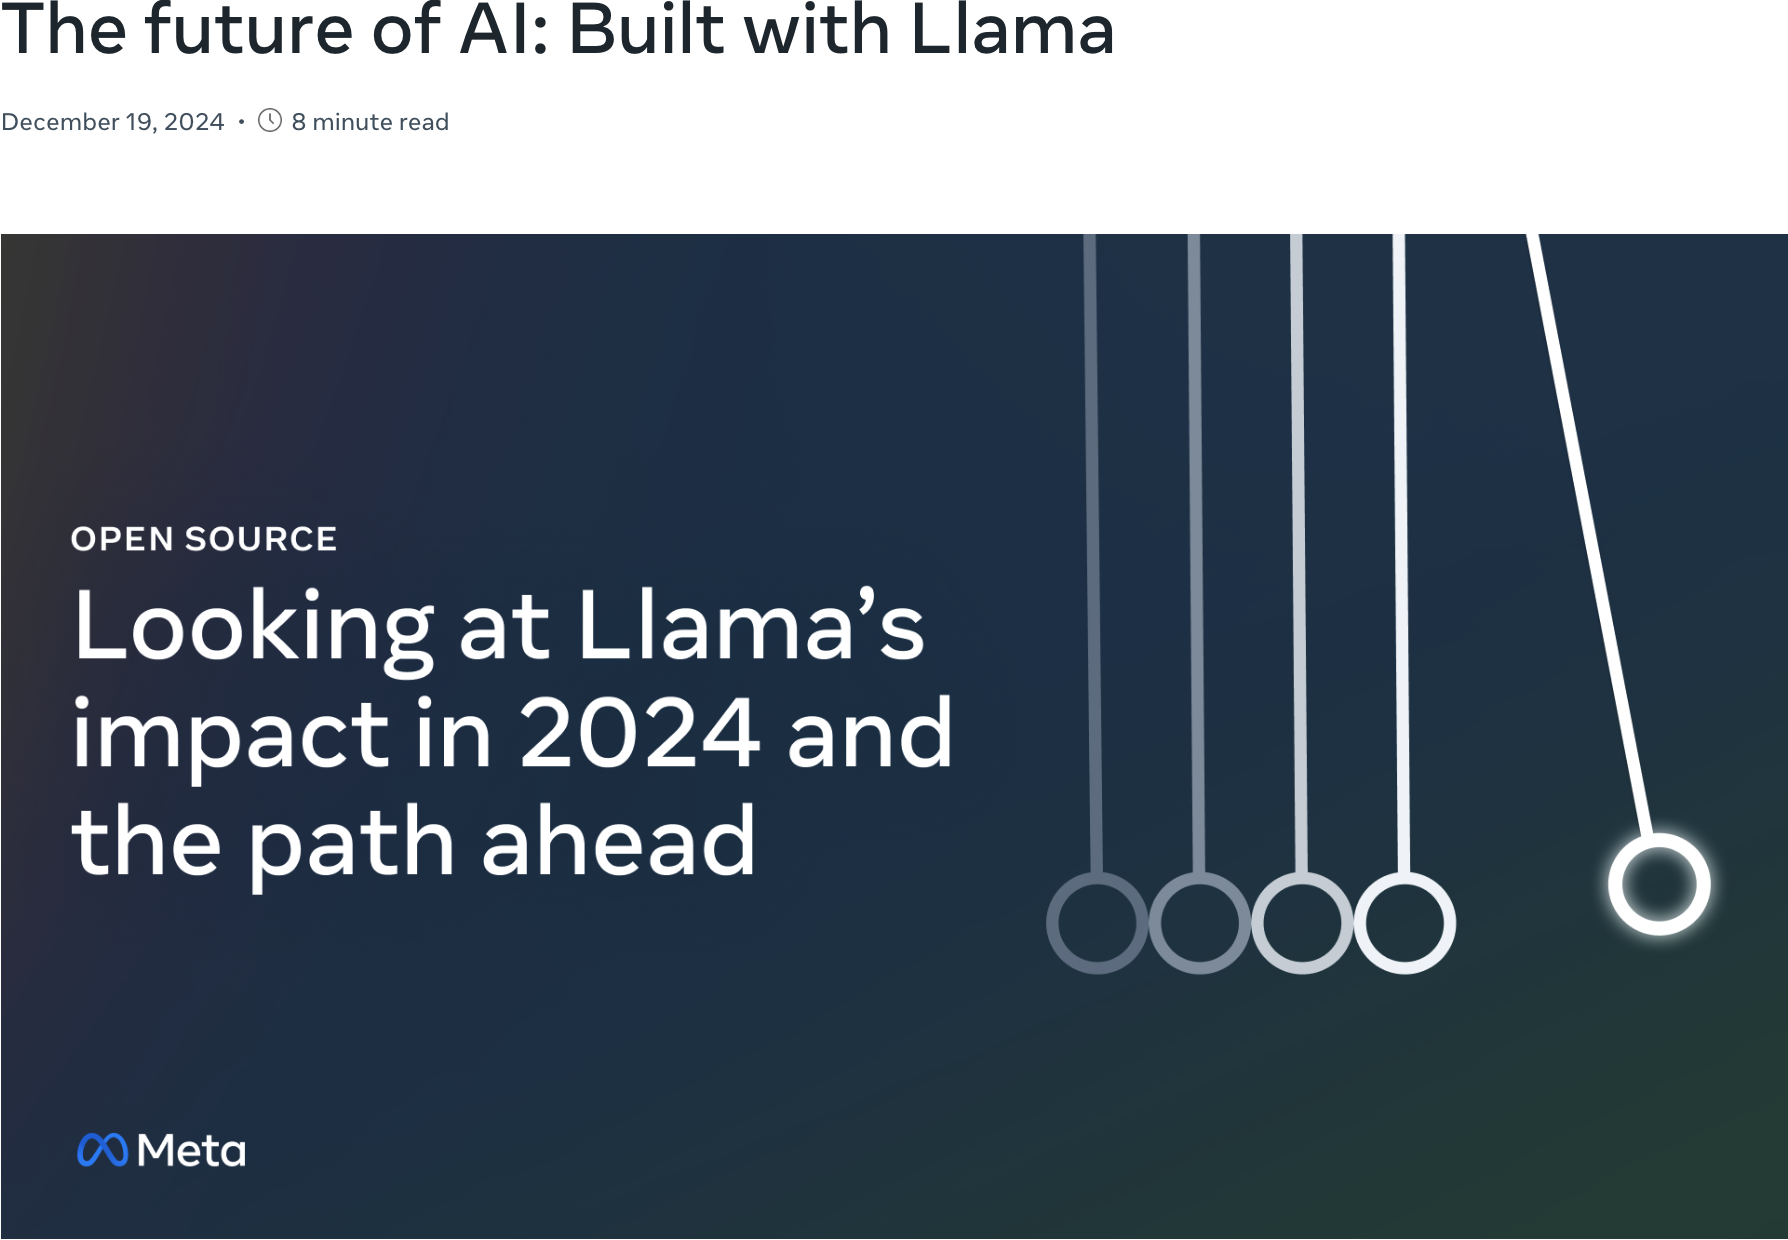 The future of AI: Built with Llama
December 19, 2024 • 8 minute read
OPEN SOURCE
Looking at Llama’s
impact in 2024 and
the path ahead
Meta